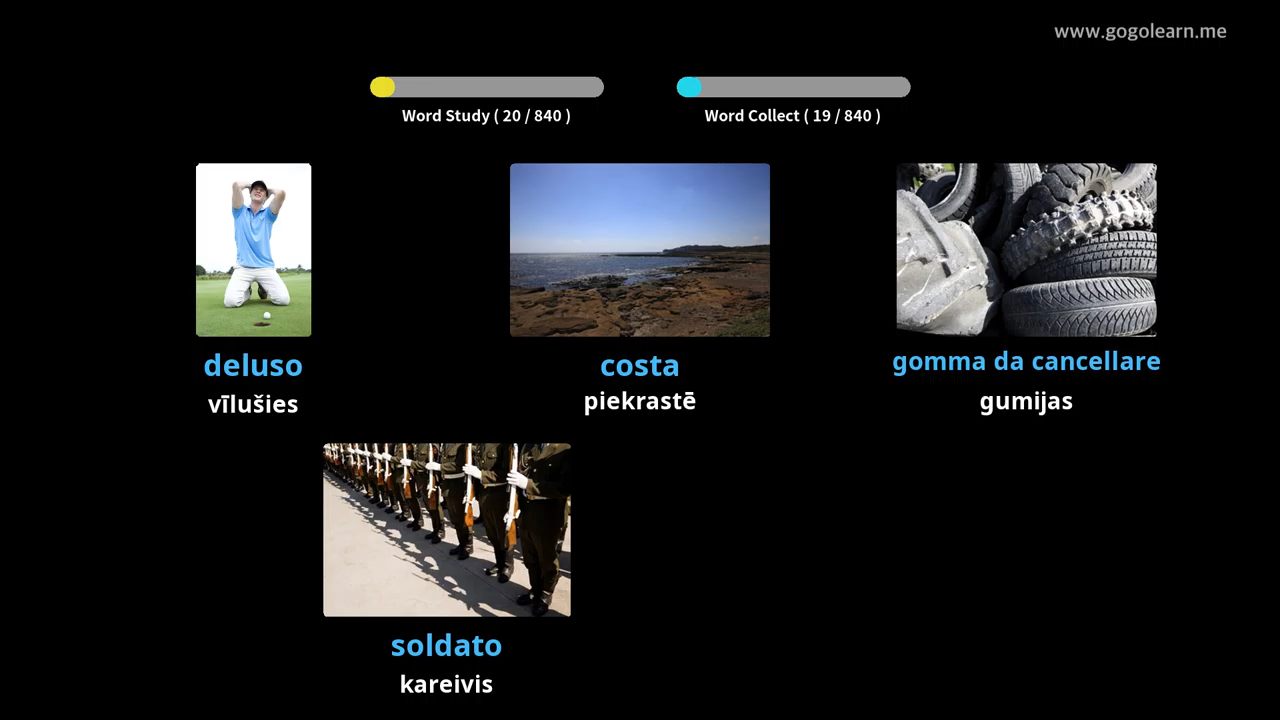 www.gogolearn.me
Word Study ( 20 / 840 )
Word Collect ( 19 / 840 )
deluso
vīlušies
costa
piekrastē
gomma da cancellare
gumijas
soldato
kareivis